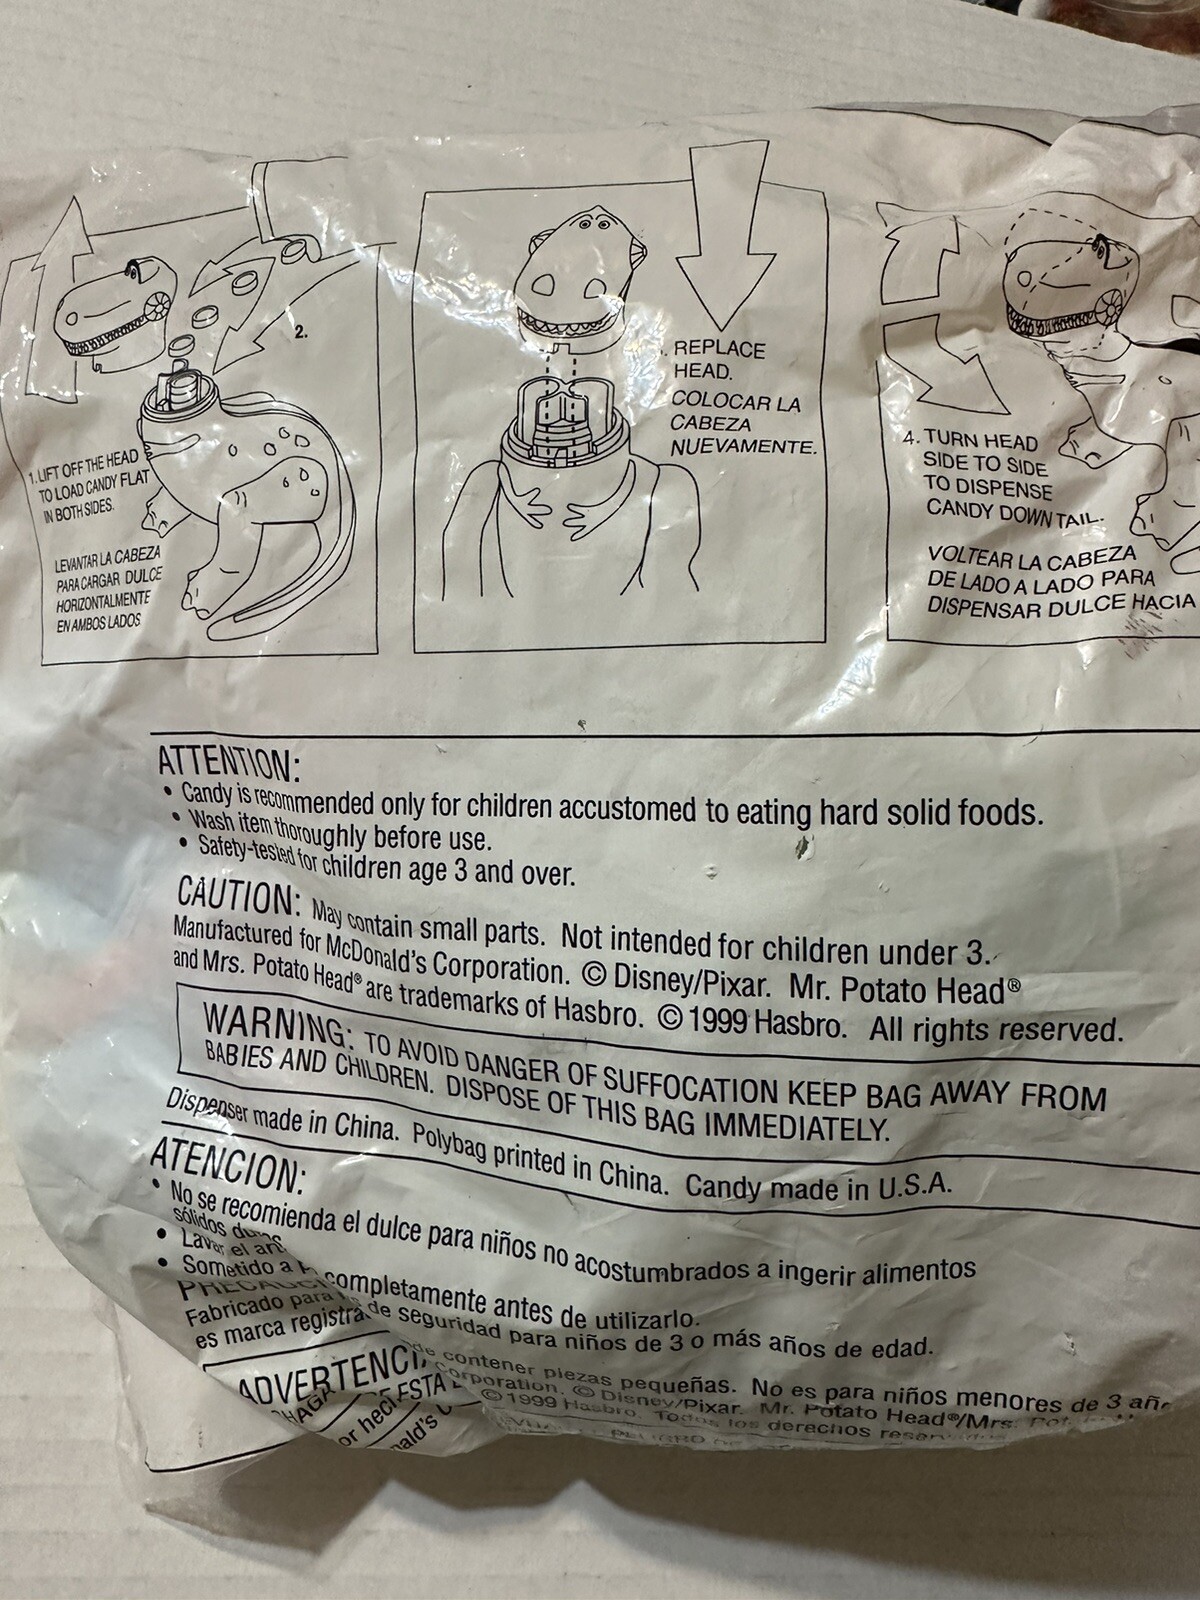 1. LIFT OFF THE HEAD
TO LOAD CANDY FLAT
IN BOTH SIDES.
LEVANTAR LA CABEZA
PARA CARGAR DULCE
HORIZONTALMENTE
EN AMBOS LADOS
2.
REPLACE
HEAD.
COLOCAR LA
CABEZA
NUEVAMENTE.
4. TURN HEAD
SIDE TO SIDE
TO DISPENSE
CANDY DOWN TAIL.
VOLTEAR LA CABEZA
DE LADO A LADO PARA
DISPENSAR DULCE HACIA
ATTENTION:
• Candy is recommended only for children accustomed to eating hard solid foods.
• Wash item thoroughly before use.
• Safety-tested for children age 3 and over.
CAUTION: May contain small parts. Not intended for children under 3.
Manufactured for McDonald's Corporation. © Disney/Pixar. Mr. Potato Head®
and Mrs. Potato Head® are trademarks of Hasbro. © 1999 Hasbro. All rights reserved.
WARNING: TO AVOID DANGER OF SUFFOCATION KEEP BAG AWAY FROM
BABIES AND CHILDREN. DISPOSE OF THIS BAG IMMEDIATELY.
Dispenser made in China. Polybag printed in China. Candy made in U.S.A.
ATENCION:
• No se recomienda el dulce para niños no acostumbrados a ingerir alimentos
sólidos
• Lavar el completamente antes de utilizarlo.
• Sometido a de seguridad para niños de 3 o más años de edad.
contener piezas pequeñas. No es para niños menores de 3
Fabricado para Corporation. © Disney/Pixar. Mr. Potato Head®/Mrs.
es marca © 1999 Hasbro. Todos los derechos